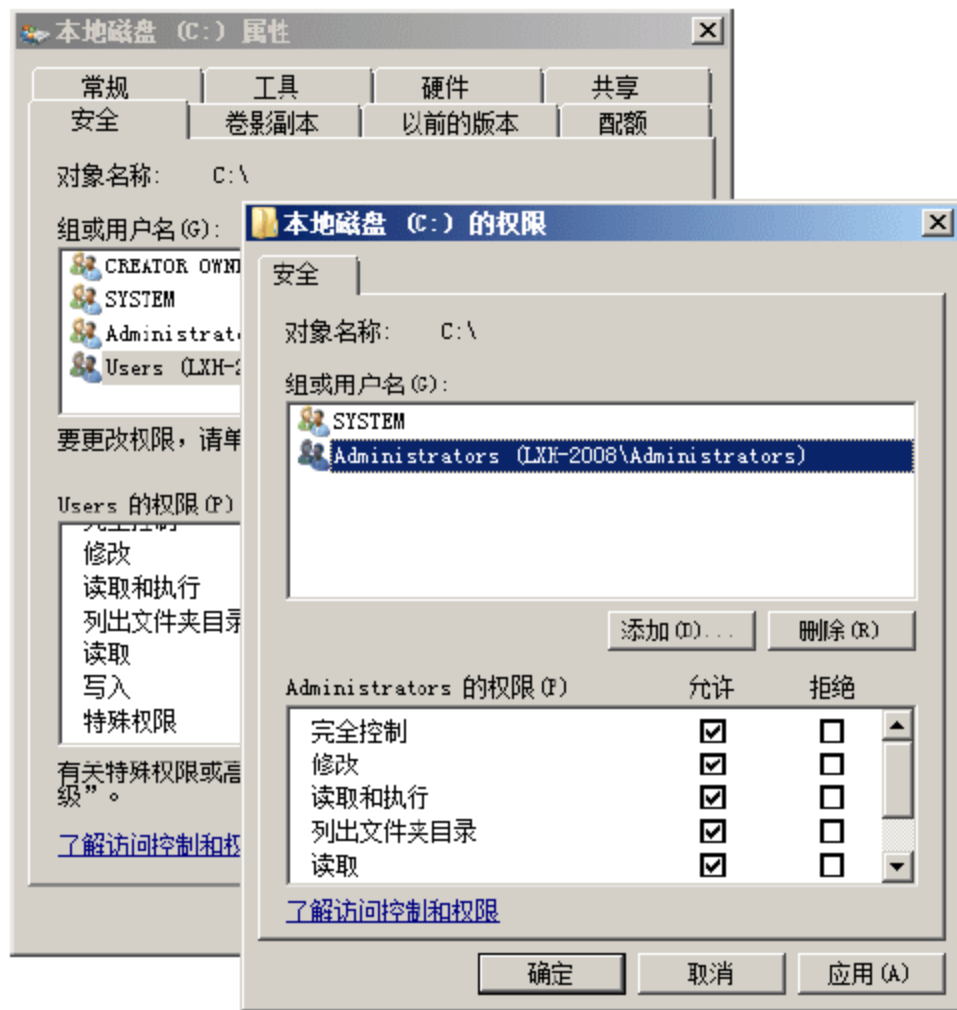 本地磁盘 (C:) 属性
常规 工具 硬件 共享
安全 卷影副本 以前的版本 配额
对象名称: C:\
组或用户名(G):
CREATOR
SYSTEM
Users
要更改权限，请单
Users 的权限(P)
完全控制
修改
读取和执行
列出文件夹目录
读取
写入
特殊权限
有关特殊权限或高
级”。
了解访问控制和权
本地磁盘 (C:) 的权限
安全
对象名称: C:\
组或用户名(G):
SYSTEM
Administrators (LXH-2008\Administrators)
添加(D)... 删除(R)
Administrators 的权限(P) 允许 拒绝
完全控制
修改
读取和执行
列出文件夹目录
读取
了解访问控制和权限
确定 取消 应用(A)